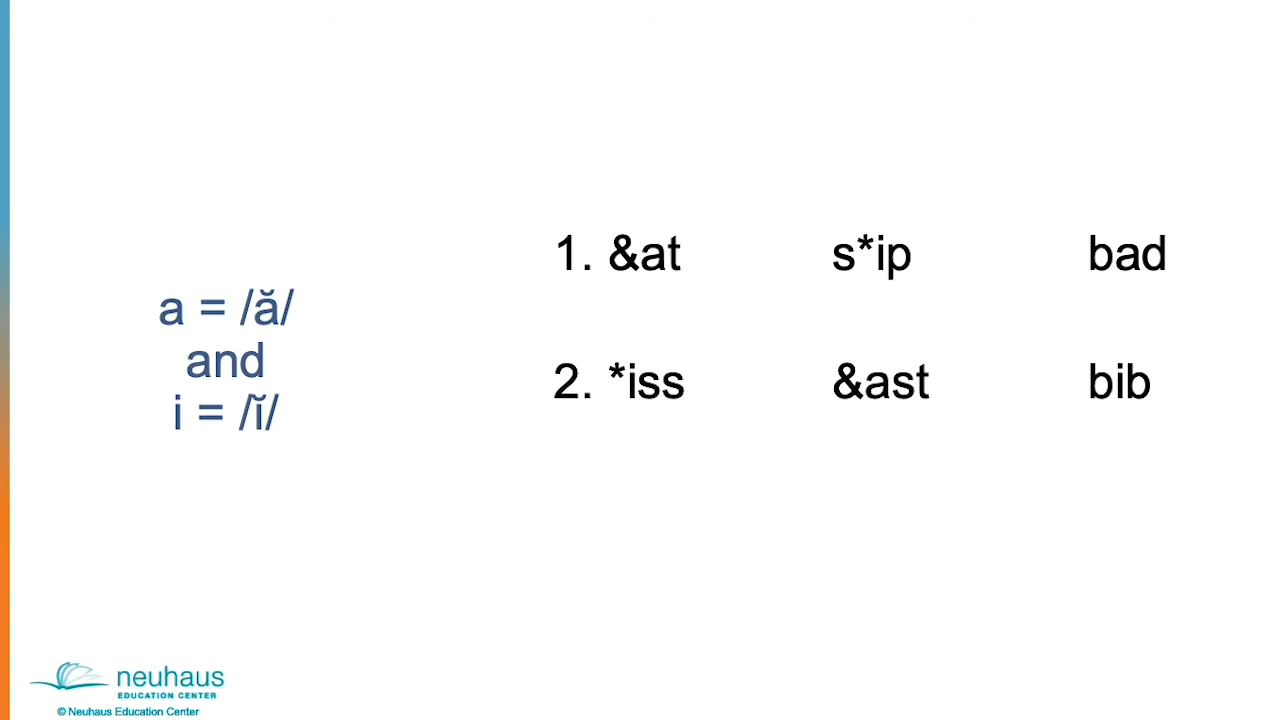 a = /ă/
and
i = /ĭ/
1. &at s*ip bad
2. *iss &ast bib
neuhaus
EDUCATION CENTER
© Neuhaus Education Center